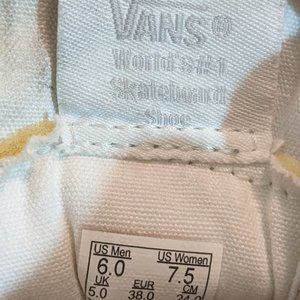 VANS®
World's#1
Skateboard
Shoe
US Men US Women
6.0 7.5
UK EUR CM
5.0 38.0 24.0